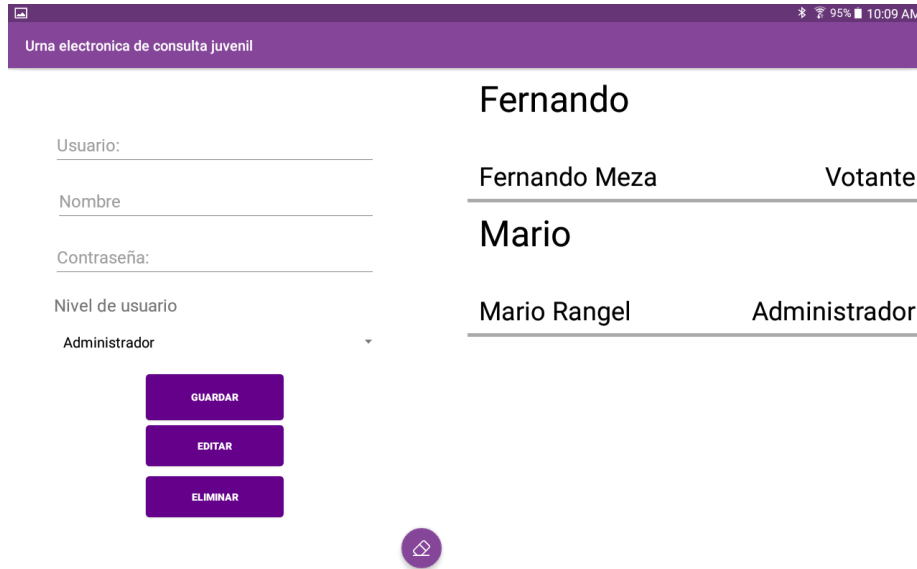 95% 10:09 AM
Urna electronica de consulta juvenil
Usuario:
Nombre
Contraseña:
Nivel de usuario
Administrador
GUARDAR
EDITAR
ELIMINAR
Fernando
Fernando Meza Votante
Mario
Mario Rangel Administrador